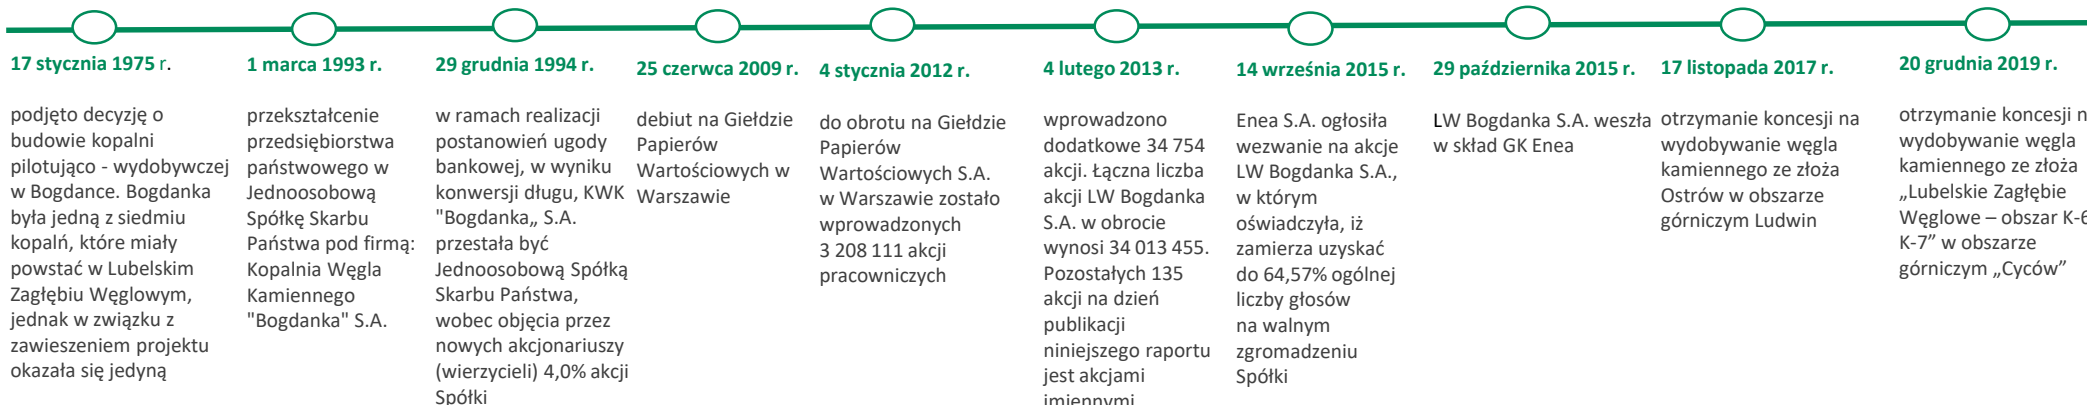 17 stycznia 1975 r.
podjęto decyzję o
budowie kopalni
pilotująco - wydobywczej
w Bogdance. Bogdanka
była jedną z siedmiu
kopalń, które miały
powstać w Lubelskim
Zagłębiu Węglowym,
jednak w związku z
zawieszeniem projektu
okazała się jedyną
1 marca 1993 r.
przekształcenie
przedsiębiorstwa
państwowego w
Jednoosobową
Spółkę Skarbu
Państwa pod firmą:
Kopalnia Węgla
Kamiennego
"Bogdanka" S.A.
29 grudnia 1994 r.
w ramach realizacji
postanowień ugody
bankowej, w wyniku
konwersji długu, KWK
"Bogdanka„ S.A.
przestała być
Jednoosobową Spółką
Skarbu Państwa,
wobec objęcia przez
nowych akcjonariuszy
(wierzycieli) 4,0% akcji
Spółki
25 czerwca 2009 r.
debiut na Giełdzie
Papierów
Wartościowych w
Warszawie
4 stycznia 2012 r.
do obrotu na Giełdzie
Papierów
Wartościowych S.A.
w Warszawie zostało
wprowadzonych
3 208 111 akcji
pracowniczych
4 lutego 2013 r.
wprowadzono
dodatkowe 34 754
akcji. Łączna liczba
akcji LW Bogdanka
S.A. w obrocie
wynosi 34 013 455.
Pozostałych 135
akcji na dzień
publikacji
niniejszego raportu
jest akcjami
imiennymi
14 września 2015 r.
Enea S.A. ogłosiła
wezwanie na akcje
LW Bogdanka S.A.,
w którym
oświadczyła, iż
zamierza uzyskać
do 64,57% ogólnej
liczby głosów
na walnym
zgromadzeniu
Spółki
29 października 2015 r.
LW Bogdanka S.A. weszła
w skład GK Enea
17 listopada 2017 r.
otrzymanie koncesji na
wydobywanie węgla
kamiennego ze złoża
Ostrów w obszarze
górniczym Ludwin
20 grudnia 2019 r.
otrzymanie koncesji n
wydobywanie węgla
kamiennego ze złoża
„Lubelskie Zagłębie
Węglowe – obszar K-6
K-7” w obszarze
górniczym „Cyców”